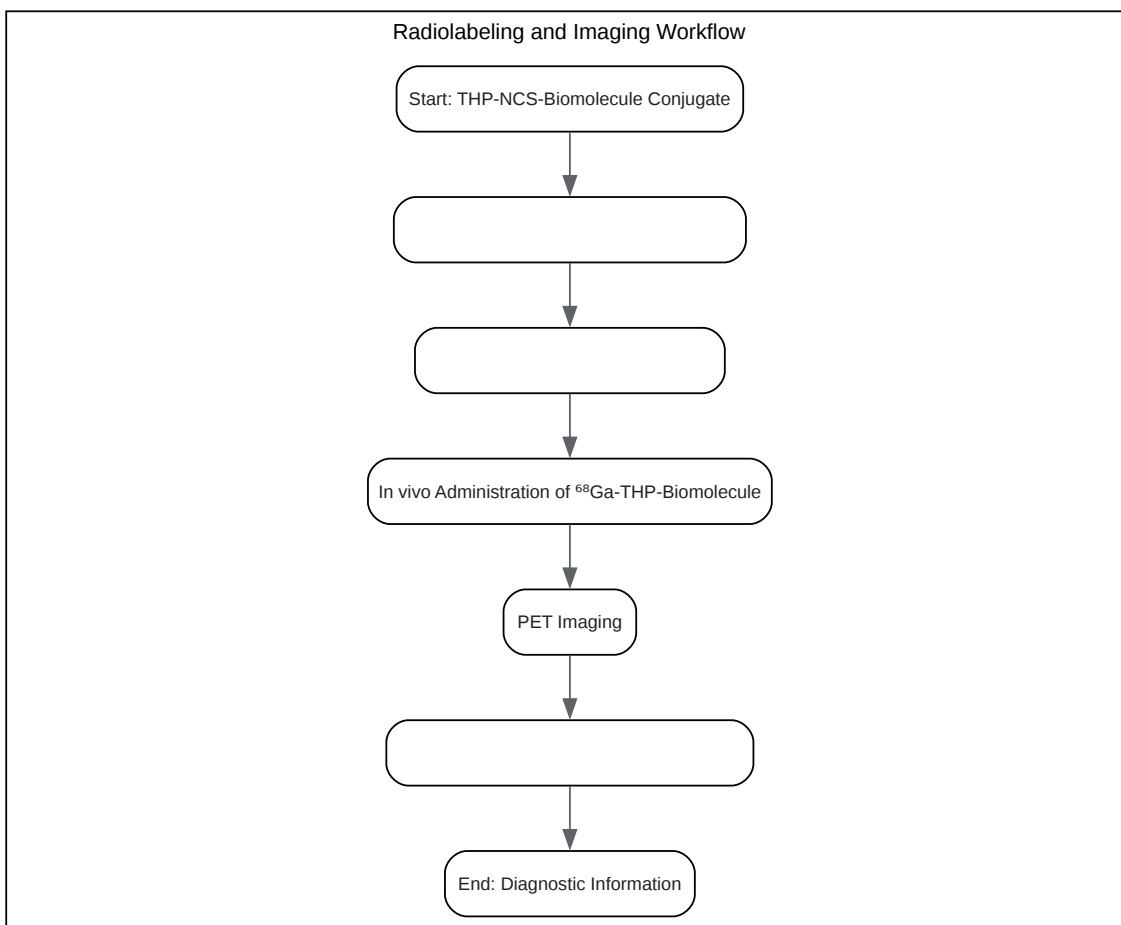 Radiolabeling and Imaging Workflow
Start: THP-NCS-Biomolecule Conjugate
In vivo Administration of ⁶⁸Ga-THP-Biomolecule
PET Imaging
End: Diagnostic Information